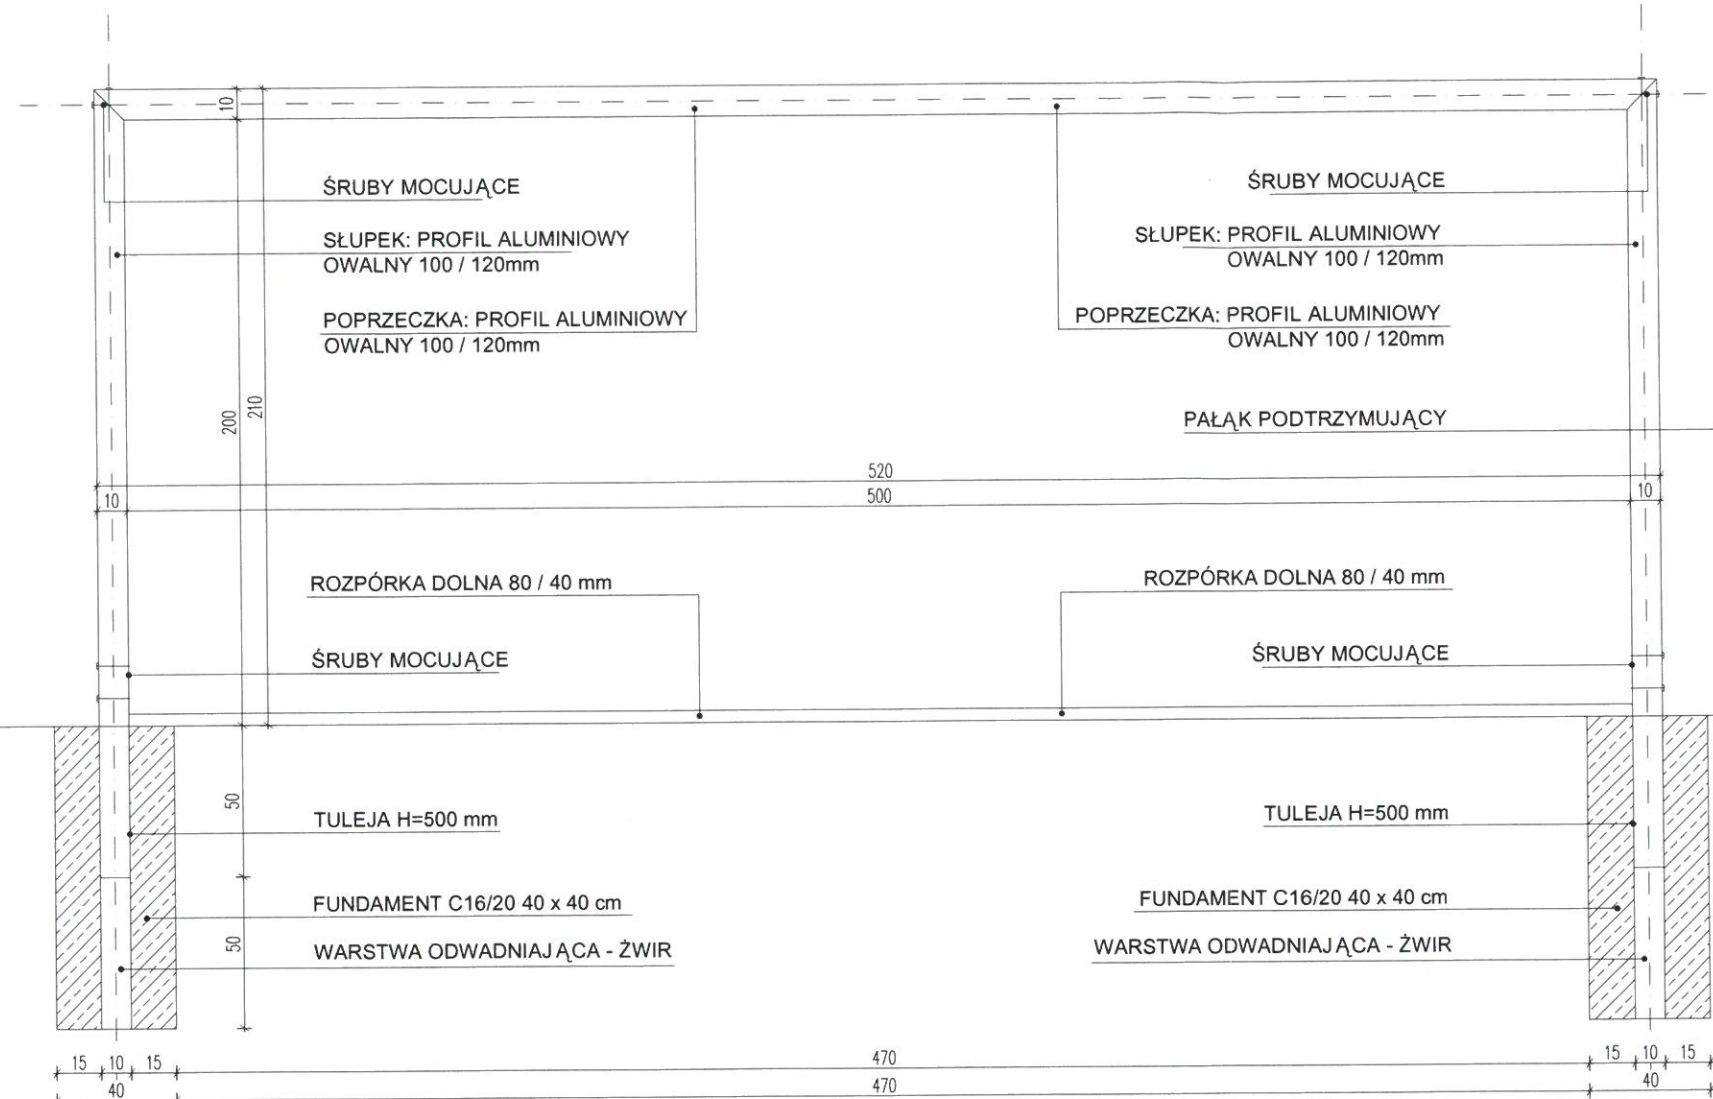 10
ŚRUBY MOCUJĄCE
ŚRUBY MOCUJĄCE
SŁUPEK: PROFIL ALUMINIOWY
OWALNY 100 / 120mm
SŁUPEK: PROFIL ALUMINIOWY
OWALNY 100 / 120mm
POPRZECZKA: PROFIL ALUMINIOWY
OWALNY 100 / 120mm
POPRZECZKA: PROFIL ALUMINIOWY
OWALNY 100 / 120mm
200
210
PAŁĄK PODTRZYMUJĄCY
520
10
500
10
ROZPÓRKA DOLNA 80 / 40 mm
ROZPÓRKA DOLNA 80 / 40 mm
ŚRUBY MOCUJĄCE
ŚRUBY MOCUJĄCE
50
TULEJA H=500 mm
TULEJA H=500 mm
FUNDAMENT C16/20 40 x 40 cm
FUNDAMENT C16/20 40 x 40 cm
50
WARSTWA ODWADNIAJĄCA - ŻWIR
WARSTWA ODWADNIAJĄCA - ŻWIR
15 10 15
470
15 10 15
40
470
40